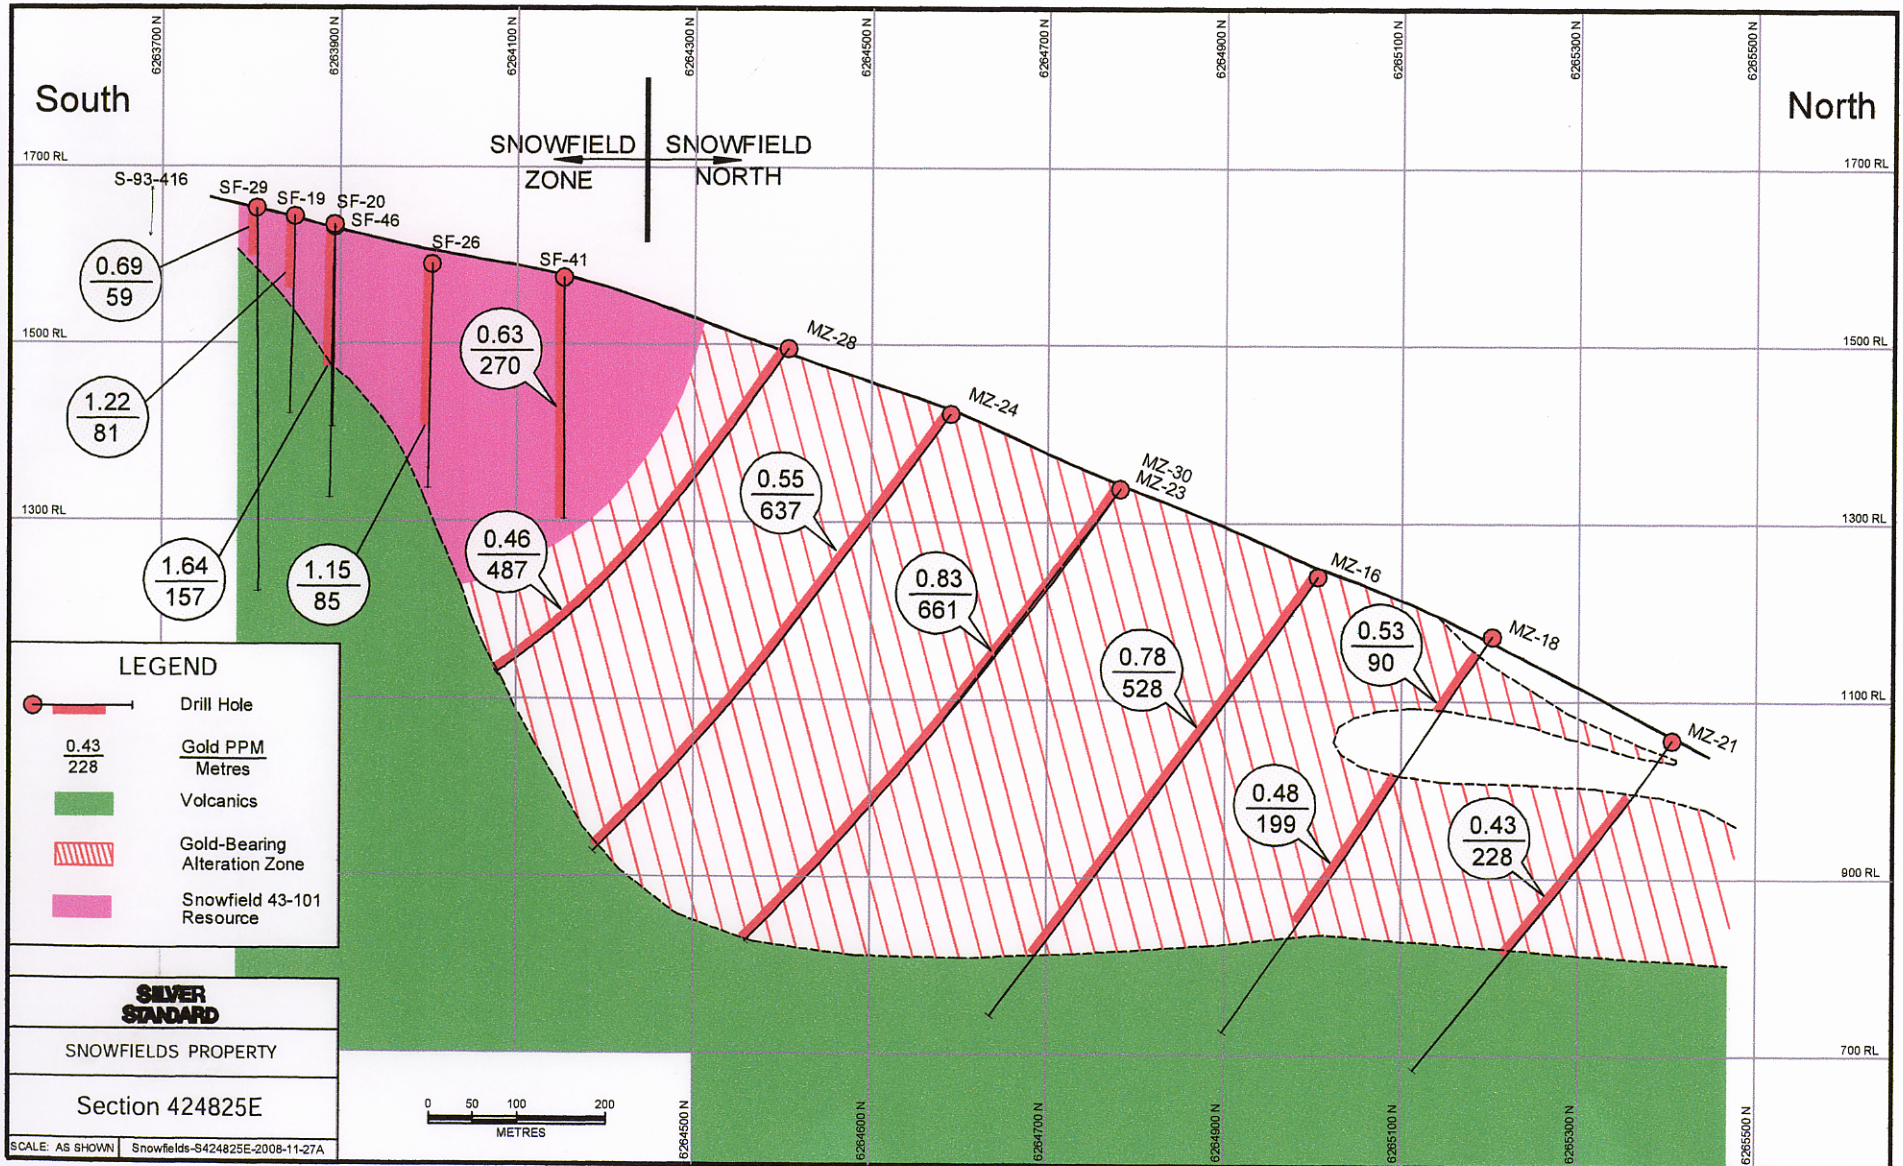 6263700 N
6263900 N
6264100 N
6264300 N
6264500 N
6264700 N
6264900 N
6265100 N
6265300 N
6265500 N
South
North
SNOWFIELD
SNOWFIELD
ZONE
NORTH
1700 RL
1700 RL
S-93-416
SF-29
SF-19
SF-20
SF-46
SF-26
SF-41
0.69
59
1.22
81
1.64
157
1.15
85
0.63
270
1500 RL
1500 RL
MZ-28
MZ-24
MZ-30
MZ-23
MZ-16
MZ-18
MZ-21
1300 RL
1300 RL
0.46
487
0.55
637
0.83
661
0.78
528
0.53
90
0.48
199
0.43
228
1100 RL
900 RL
700 RL
LEGEND
Drill Hole
0.43
228
Gold PPM
Metres
Volcanics
Gold-Bearing
Alteration Zone
Snowfield 43-101
Resource
SILVER
STANDARD
SNOWFIELDS PROPERTY
Section 424825E
SCALE: AS SHOWN
Snowfields-S424825E-2008-11-27A
0 50 100 200
METRES
6264500 N
6264600 N
6264700 N
6264900 N
6265100 N
6265300 N
6265500 N